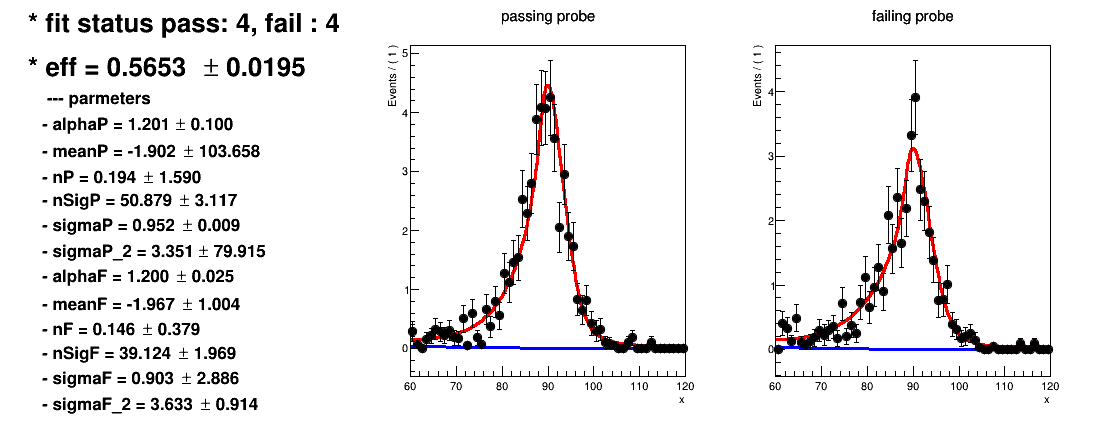 * fit status pass: 4, fail : 4
* eff = 0.5653 ± 0.0195
--- parmeters
- alphaP = 1.201 ± 0.100
- meanP = -1.902 ± 103.658
- nP = 0.194 ± 1.590
- nSigP = 50.879 ± 3.117
- sigmaP = 0.952 ± 0.009
- sigmaP_2 = 3.351 ± 79.915
- alphaF = 1.200 ± 0.025
- meanF = -1.967 ± 1.004
- nF = 0.146 ± 0.379
- nSigF = 39.124 ± 1.969
- sigmaF = 0.903 ± 2.886
- sigmaF_2 = 3.633 ± 0.914
passing probe
Events / ( 1 )
5
4
3
2
1
0
60 70 80 90 100 110 120
x
failing probe
Events / ( 1 )
4
3
2
1
0
60 70 80 90 100 110 120
x